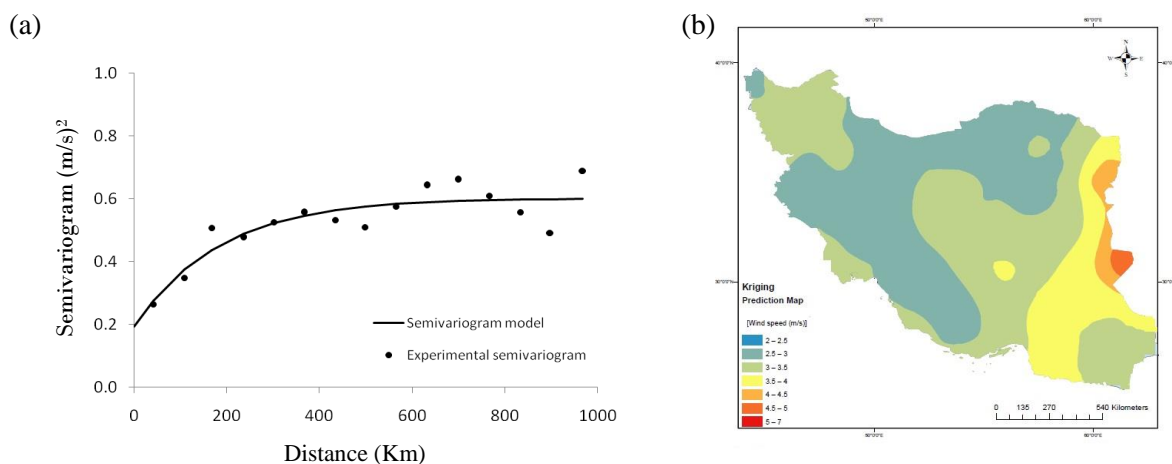 (a)
1.0
0.8
0.6
0.4
0.2
0.0
0
200
400
600
800
1000
Semivariogram (m/s)2
Distance (Km)
Semivariogram model
Experimental semivariogram
(b)
N
W
E
S
Kriging
Prediction Map
[Wind speed (m/s)]
2 – 2.5
2.5 – 3
3 – 3.5
3.5 – 4
4 – 4.5
4.5 – 5
5 – 7
0 135 270 540 Kilometers